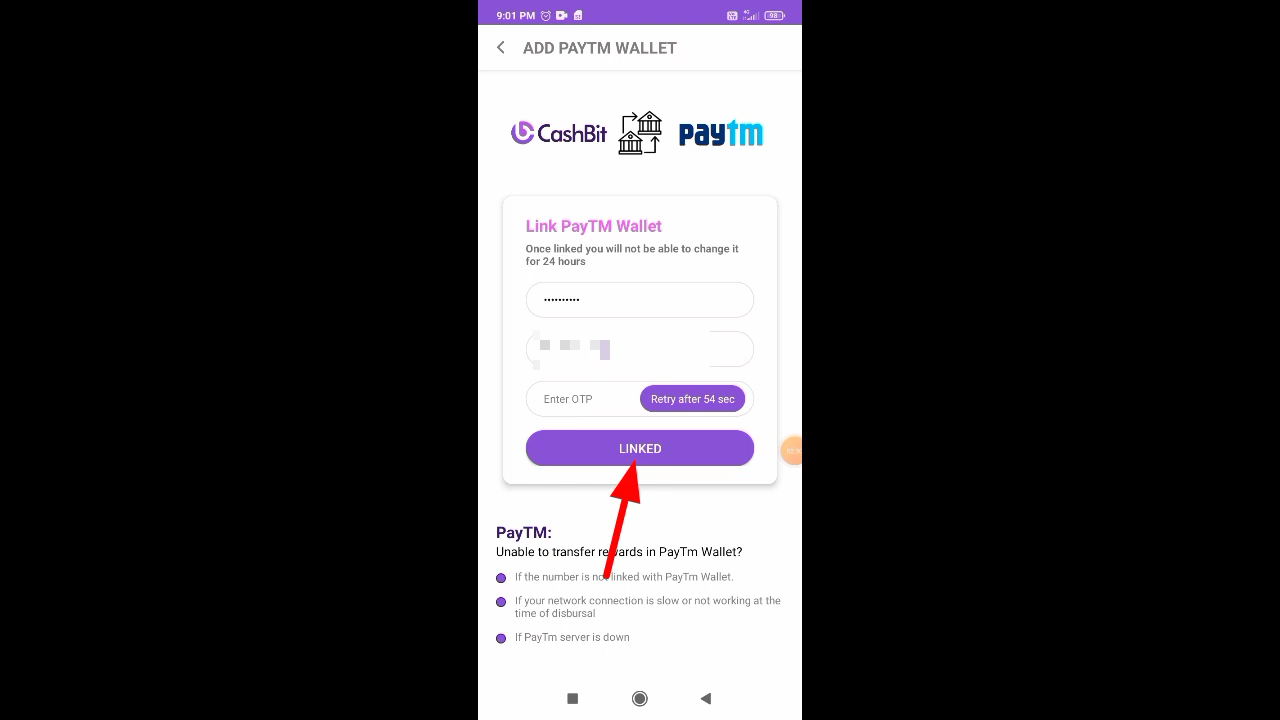 9:01 PM
4G
98
ADD PAYTM WALLET
CashBit
paytm
Link PayTM Wallet
Once linked you will not be able to change it
for 24 hours
••••••••••
Enter OTP
Retry after 54 sec
LINKED
PayTM:
Unable to transfer rewards in PayTm Wallet?
If the number is not linked with PayTm Wallet.
If your network connection is slow or not working at the
time of disbursal
If PayTm server is down